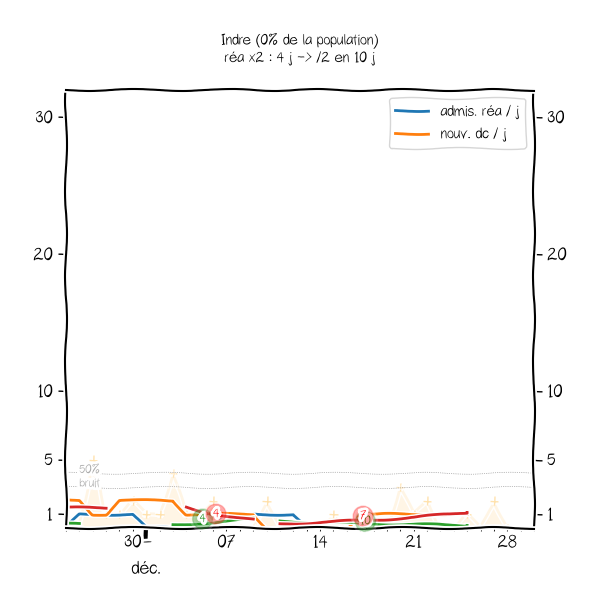 Indre (0% de la population)
réa x2 : 4 j -> /2 en 10 j
admis. réa / j
nouv. dc / j
30 30
20 20
10 10
5 5
50%
bruit
1 1
4 4 7
30 07 14 21 28
déc.